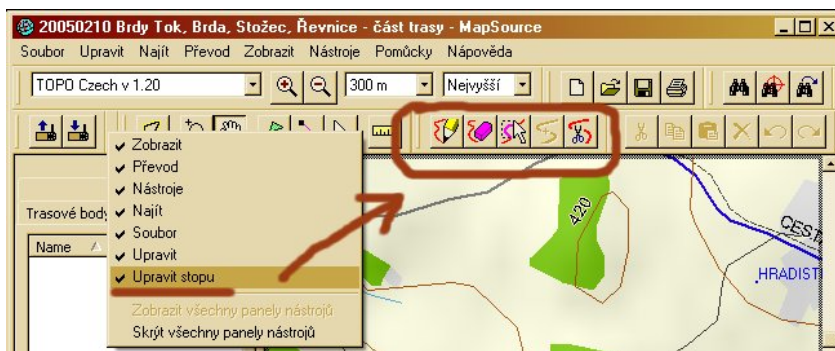 20050210 Brdy Tok, Brda, Stožec, Řevnice - část trasy - MapSource
Soubor Upravit Najít Převod Zobrazit Nástroje Pomůcky Nápověda
TOPO Czech v 1.20 300 m Nejvyšší
Zobrazit
Převod
Nástroje
Trasové body Najít
Soubor
Name Upravit
Upravit stopu
Zobrazit všechny panely nástrojů
Skrýt všechny panely nástrojů
420
CEST
HRADIST